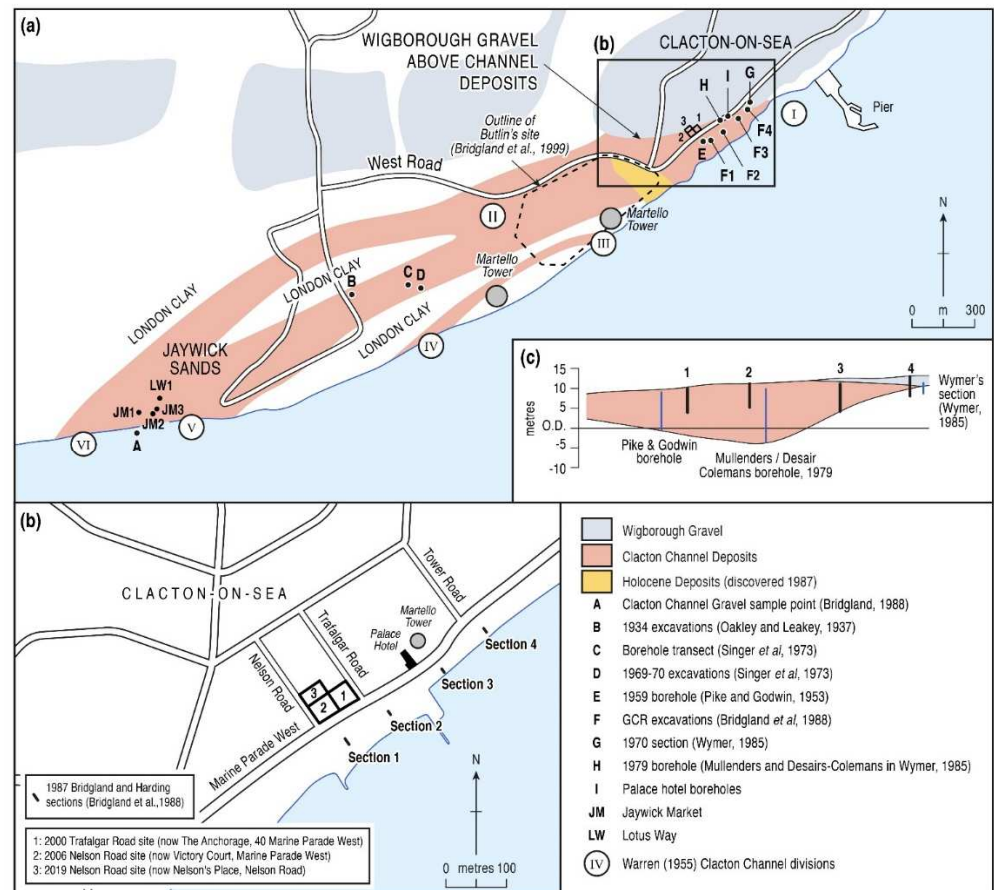 (a)
WIGBOROUGH GRAVEL
ABOVE CHANNEL
DEPOSITS
(b)
CLACTON-ON-SEA
H
I
G
I
Pier
3
1
2
E
F1
F2
F3
F4
Outline of
Butlin's site
(Bridgland et al., 1999)
West Road
II
Martello
Tower
III
Martello
Tower
N
0 m 300
LONDON CLAY
LONDON CLAY
B
C
D
LONDON CLAY
IV
JAYWICK
SANDS
LW1
JM1
JM3
JM2
V
VI
A
(c)
15
10
5
O.D.
-5
-10
metres
1
2
3
4
Wymer's
section
(Wymer,
1985)
Pike & Godwin
borehole
Mullenders / Desair
Colemans borehole, 1979
(b)
CLACTON-ON-SEA
Tower Road
Trafalgar Road
Nelson Road
Martello
Tower
Palace
Hotel
3
1
2
Marine Parade West
Section 4
Section 3
Section 2
Section 1
N
0 metres 100
1987 Bridgland and Harding
sections (Bridgland et al.,1988)
1: 2000 Trafalgar Road site (now The Anchorage, 40 Marine Parade West)
2: 2006 Nelson Road site (now Victory Court, Marine Parade West)
3: 2019 Nelson Road site (now Nelson's Place, Nelson Road)
Wigborough Gravel
Clacton Channel Deposits
Holocene Deposits (discovered 1987)
A Clacton Channel Gravel sample point (Bridgland, 1988)
B 1934 excavations (Oakley and Leakey, 1937)
C Borehole transect (Singer et al, 1973)
D 1969-70 excavations (Singer et al, 1973)
E 1959 borehole (Pike and Godwin, 1953)
F GCR excavations (Bridgland et al, 1988)
G 1970 section (Wymer, 1985)
H 1979 borehole (Mullenders and Desairs-Colemans in Wymer, 1985)
I Palace hotel boreholes
JM Jaywick Market
LW Lotus Way
IV Warren (1955) Clacton Channel divisions